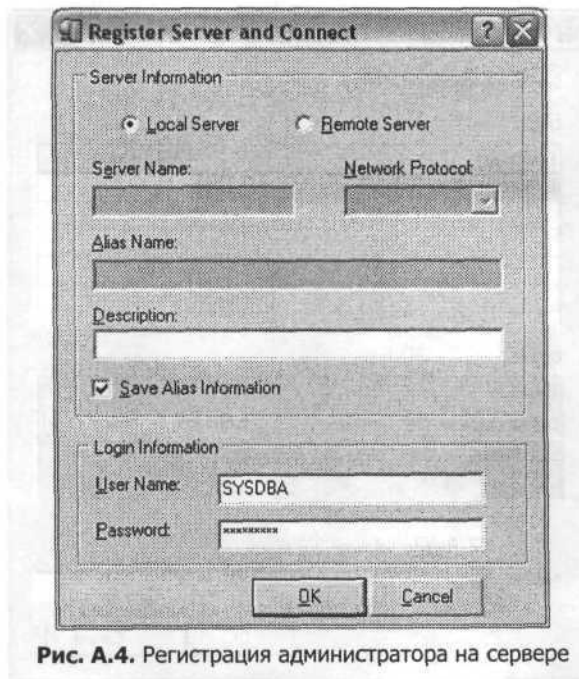 Register Server and Connect
Server Information
Local Server Remote Server
Server Name: Network Protocol:
Alias Name:
Description:
Save Alias Information
Login Information
User Name: SYSDBA
Password: *********
OK Cancel
Рис. А.4. Регистрация администратора на сервере